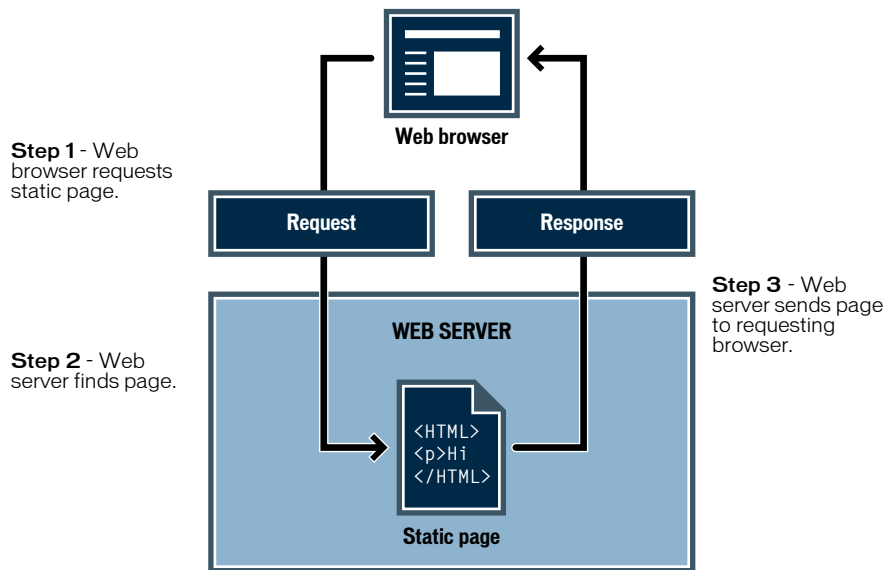 Web browser
Step 1 - Web
browser requests
static page.
Request
Response
Step 3 - Web
server sends page
to requesting
browser.
WEB SERVER
Step 2 - Web
server finds page.
<HTML>
<p>Hi
</HTML>
Static page